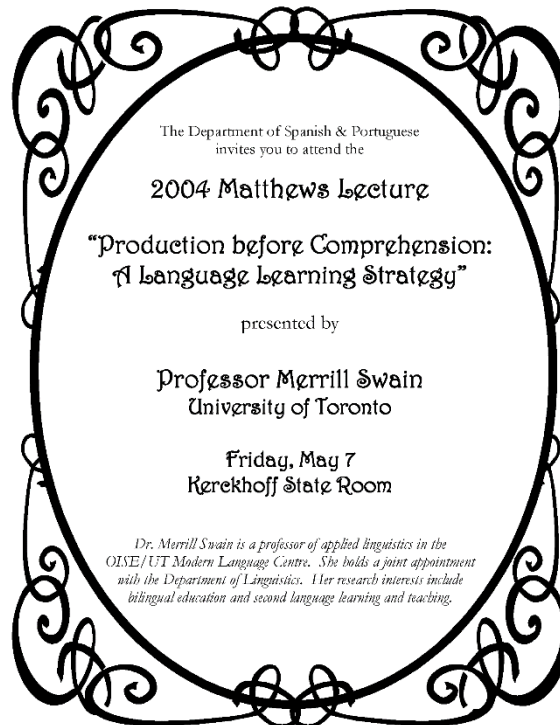 The Department of Spanish & Portuguese
invites you to attend the
2004 Matthews Lecture
“Production before Comprehension:
A Language Learning Strategy”
presented by
Professor Merrill Swain
University of Toronto
Friday, May 7
Kerckhoff State Room
Dr. Merrill Swain is a professor of applied linguistics in the
OISE/UT Modern Language Centre. She holds a joint appointment
with the Department of Linguistics. Her research interests include
bilingual education and second language learning and teaching.